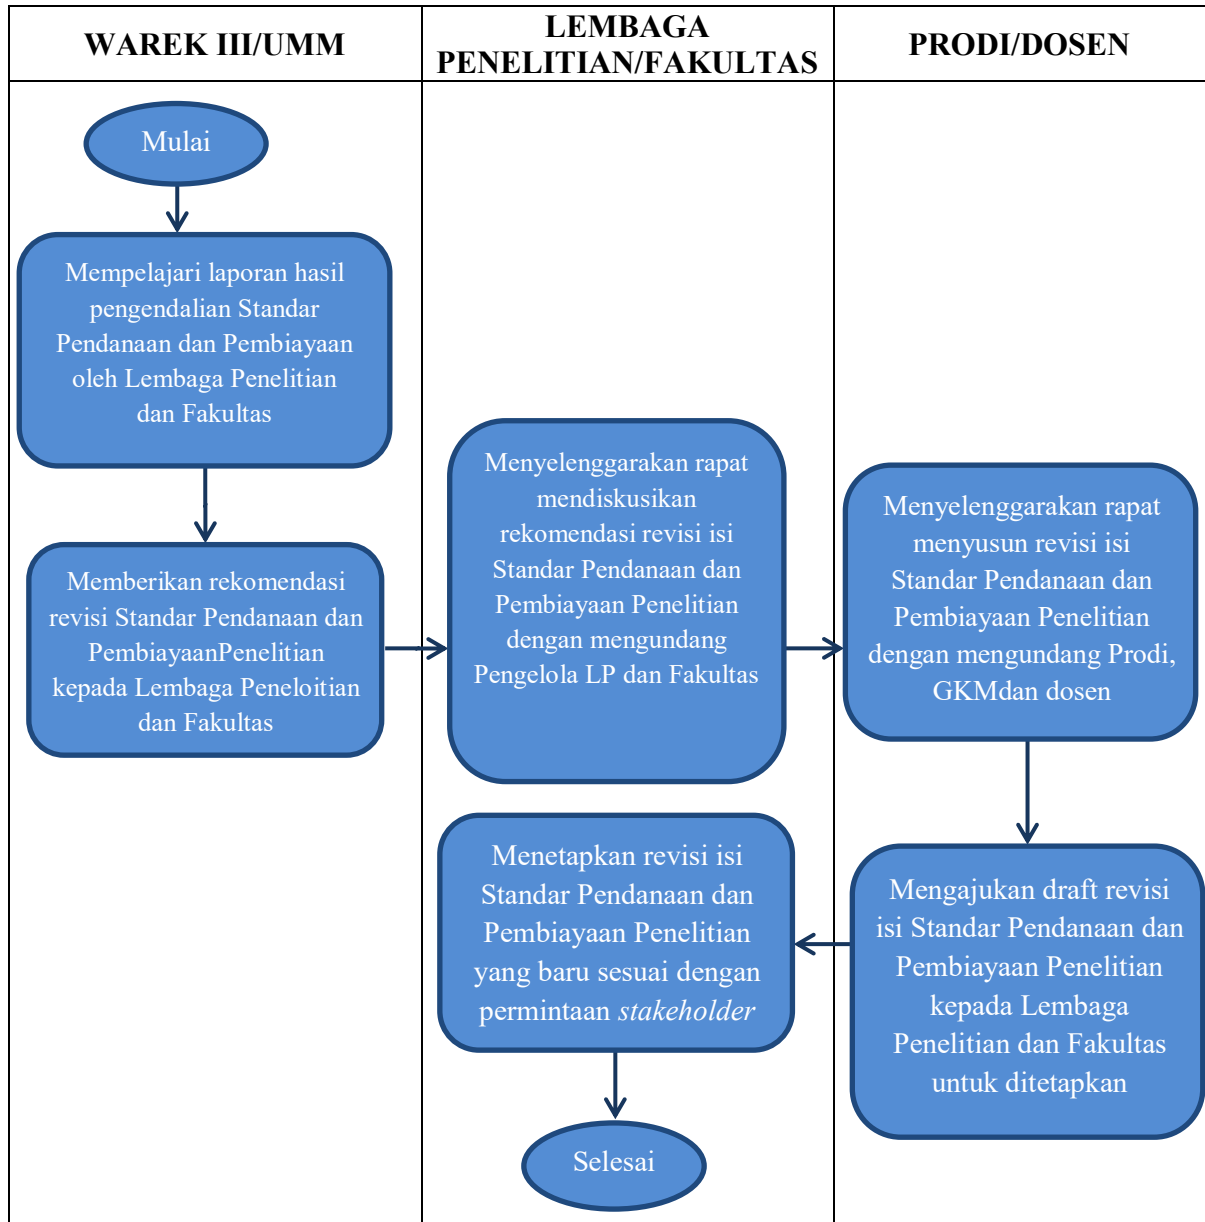 WAREK III/UMM
LEMBAGA
PENELITIAN/FAKULTAS
PRODI/DOSEN
Mulai
Mempelajari laporan hasil
pengendalian Standar
Pendanaan dan Pembiayaan
oleh Lembaga Penelitian
dan Fakultas
Memberikan rekomendasi
revisi Standar Pendanaan dan
PembiayaanPenelitian
kepada Lembaga Peneloitian
dan Fakultas
Menyelenggarakan rapat
mendiskusikan
rekomendasi revisi isi
Standar Pendanaan dan
Pembiayaan Penelitian
dengan mengundang
Pengelola LP dan Fakultas
Menyelenggarakan rapat
menyusun revisi isi
Standar Pendanaan dan
Pembiayaan Penelitian
dengan mengundang Prodi,
GKMdan dosen
Mengajukan draft revisi
isi Standar Pendanaan dan
Pembiayaan Penelitian
kepada Lembaga
Penelitian dan Fakultas
untuk ditetapkan
Menetapkan revisi isi
Standar Pendanaan dan
Pembiayaan Penelitian
yang baru sesuai dengan
permintaan stakeholder
Selesai